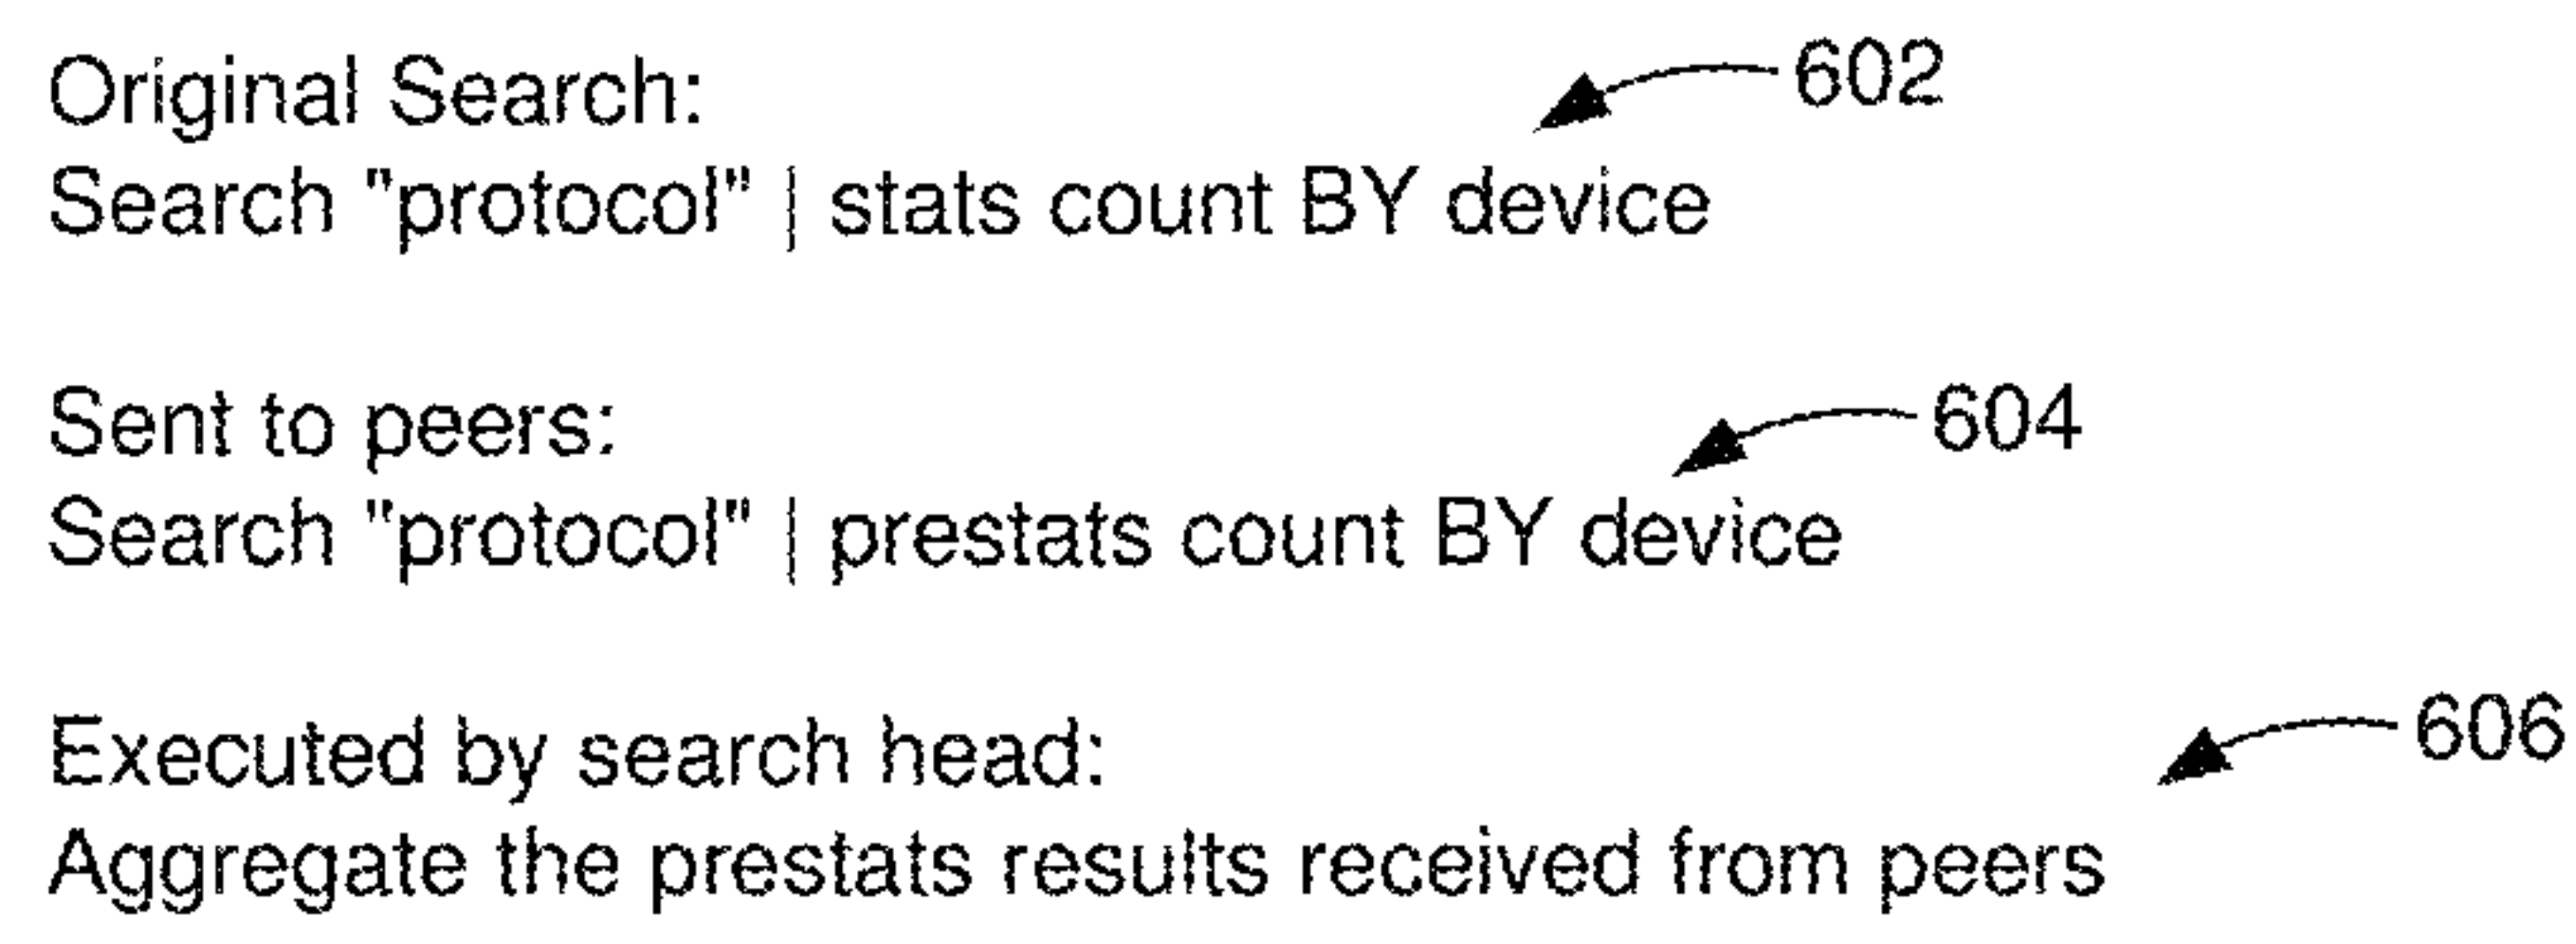 Original Search:
602
Search "protocol" | stats count BY device
Sent to peers:
604
Search "protocol" | prestats count BY device
Executed by search head:
606
Aggregate the prestats results received from peers